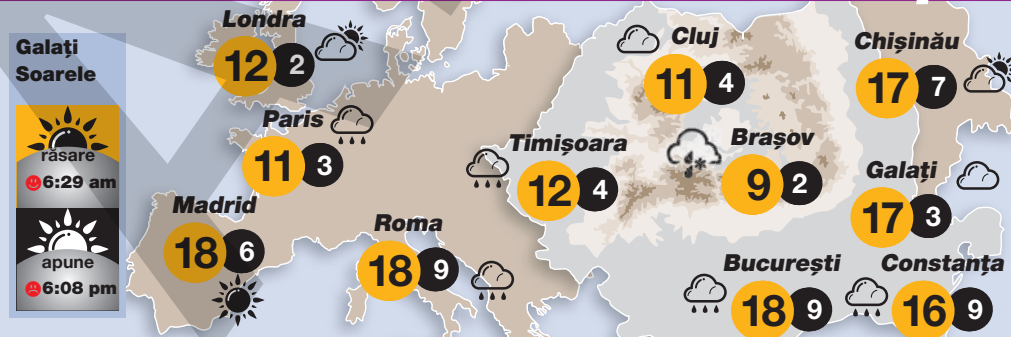 Galați
Soarele
răsare
6:29 am
apune
6:08 pm
Londra
12 2
Paris
11 3
Madrid
18 6
Roma
18 9
Timișoara
12 4
Cluj
11 4
Brașov
9 2
București
18 9
Chișinău
17 7
Galați
17 3
Constanța
16 9